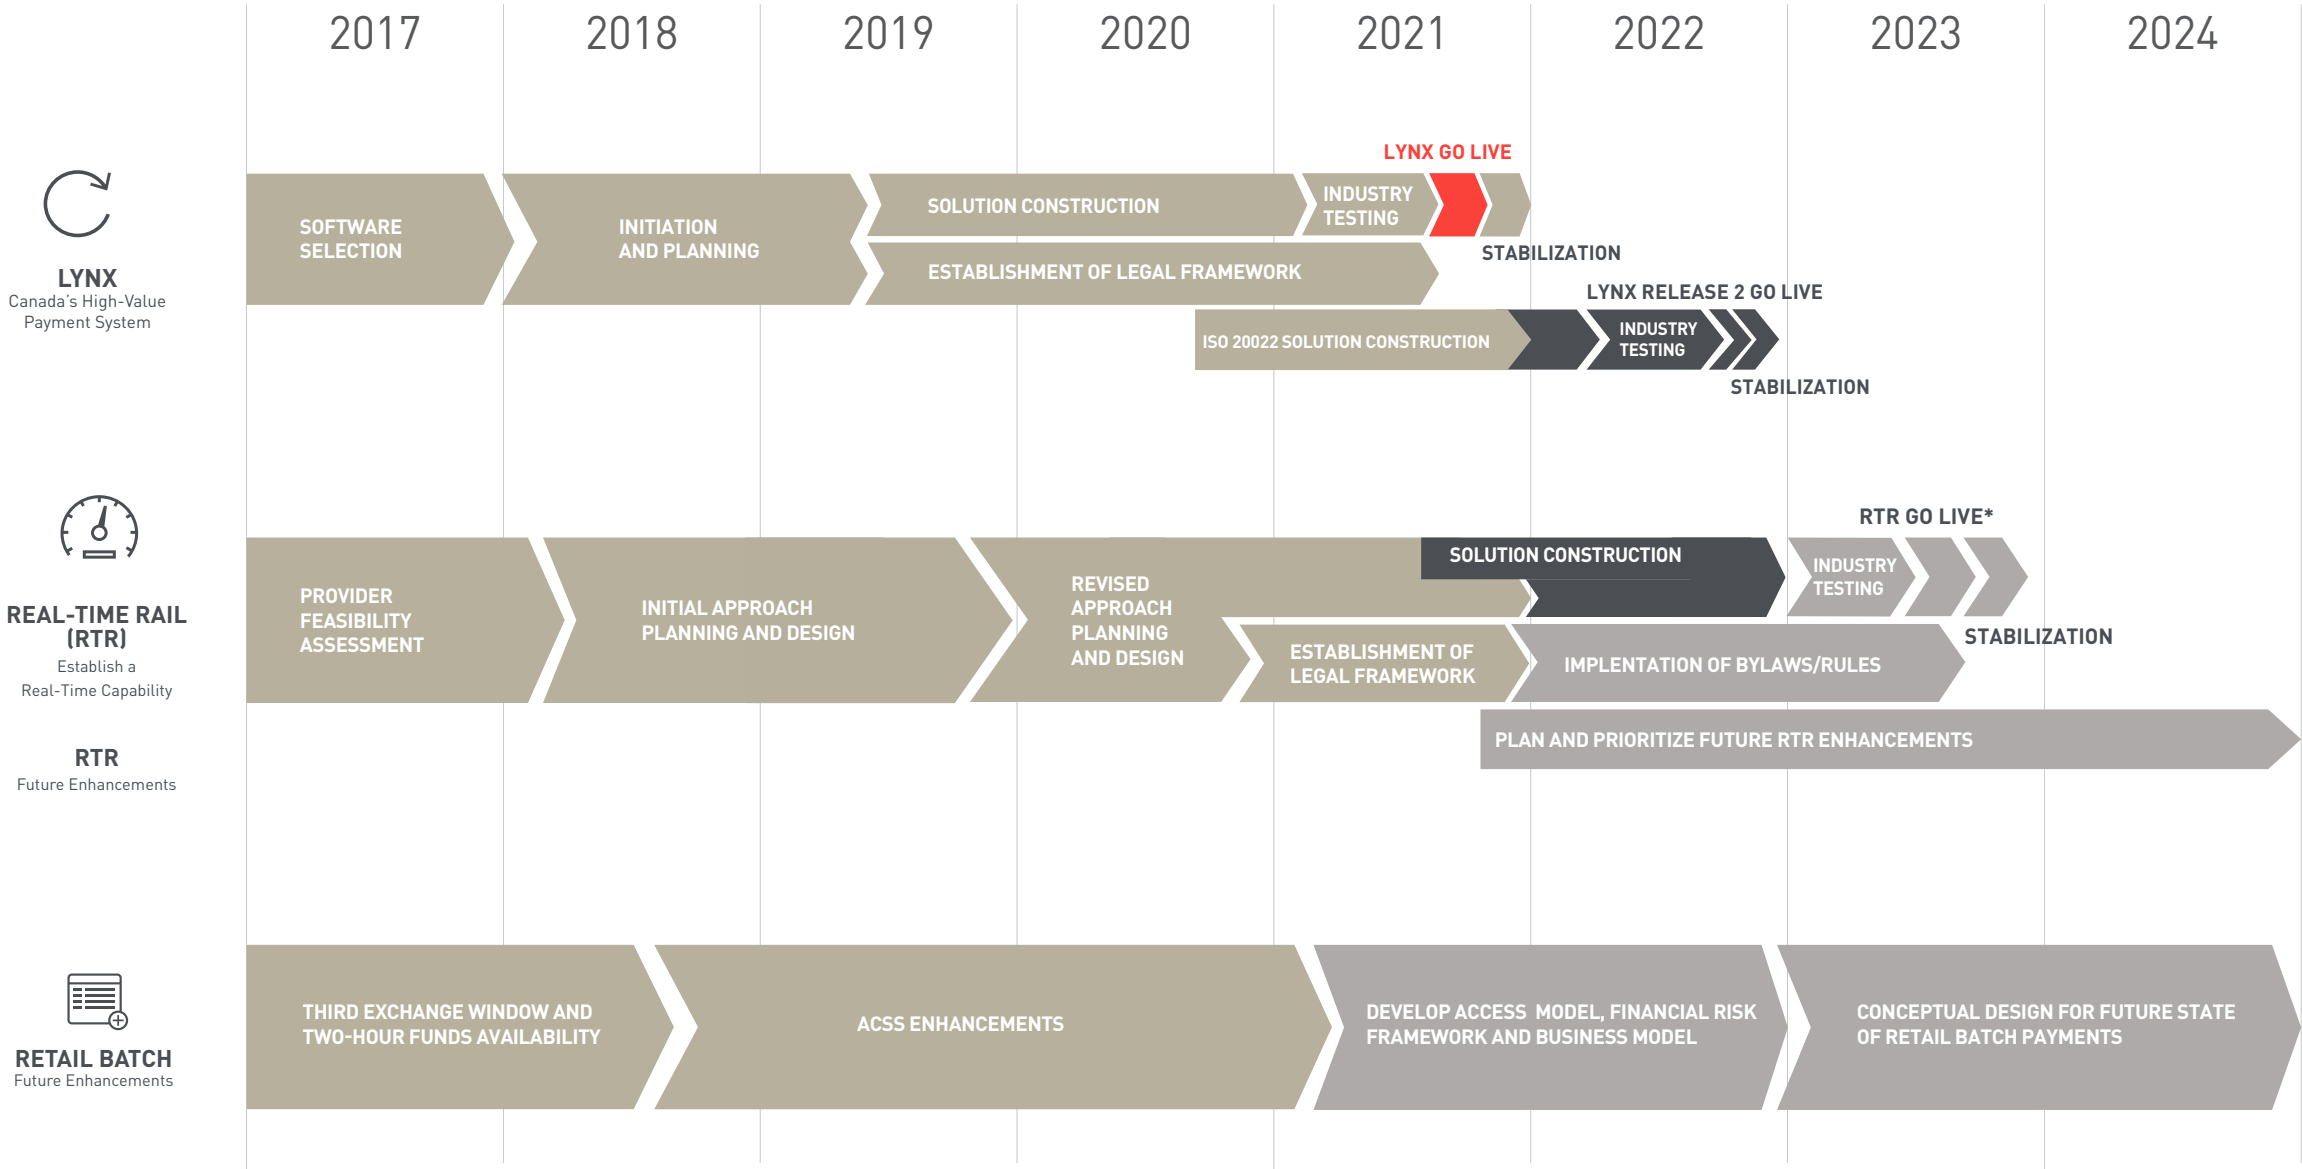 2017 2018 2019 2020 2021 2022 2023 2024
LYNX
Canada's High-Value
Payment System
SOFTWARE
SELECTION
INITIATION
AND PLANNING
SOLUTION CONSTRUCTION
INDUSTRY
TESTING
LYNX GO LIVE
STABILIZATION
ESTABLISHMENT OF LEGAL FRAMEWORK
LYNX RELEASE 2 GO LIVE
ISO 20022 SOLUTION CONSTRUCTION
INDUSTRY
TESTING
STABILIZATION
REAL-TIME RAIL
(RTR)
Establish a
Real-Time Capability
PROVIDER
FEASIBILITY
ASSESSMENT
INITIAL APPROACH
PLANNING AND DESIGN
REVISED
APPROACH
PLANNING
AND DESIGN
SOLUTION CONSTRUCTION
INDUSTRY
TESTING
RTR GO LIVE*
STABILIZATION
ESTABLISHMENT OF
LEGAL FRAMEWORK
IMPLENTATION OF BYLAWS/RULES
RTR
Future Enhancements
PLAN AND PRIORITIZE FUTURE RTR ENHANCEMENTS
RETAIL BATCH
Future Enhancements
THIRD EXCHANGE WINDOW AND
TWO-HOUR FUNDS AVAILABILITY
ACSS ENHANCEMENTS
DEVELOP ACCESS MODEL, FINANCIAL RISK
FRAMEWORK AND BUSINESS MODEL
CONCEPTUAL DESIGN FOR FUTURE STATE
OF RETAIL BATCH PAYMENTS